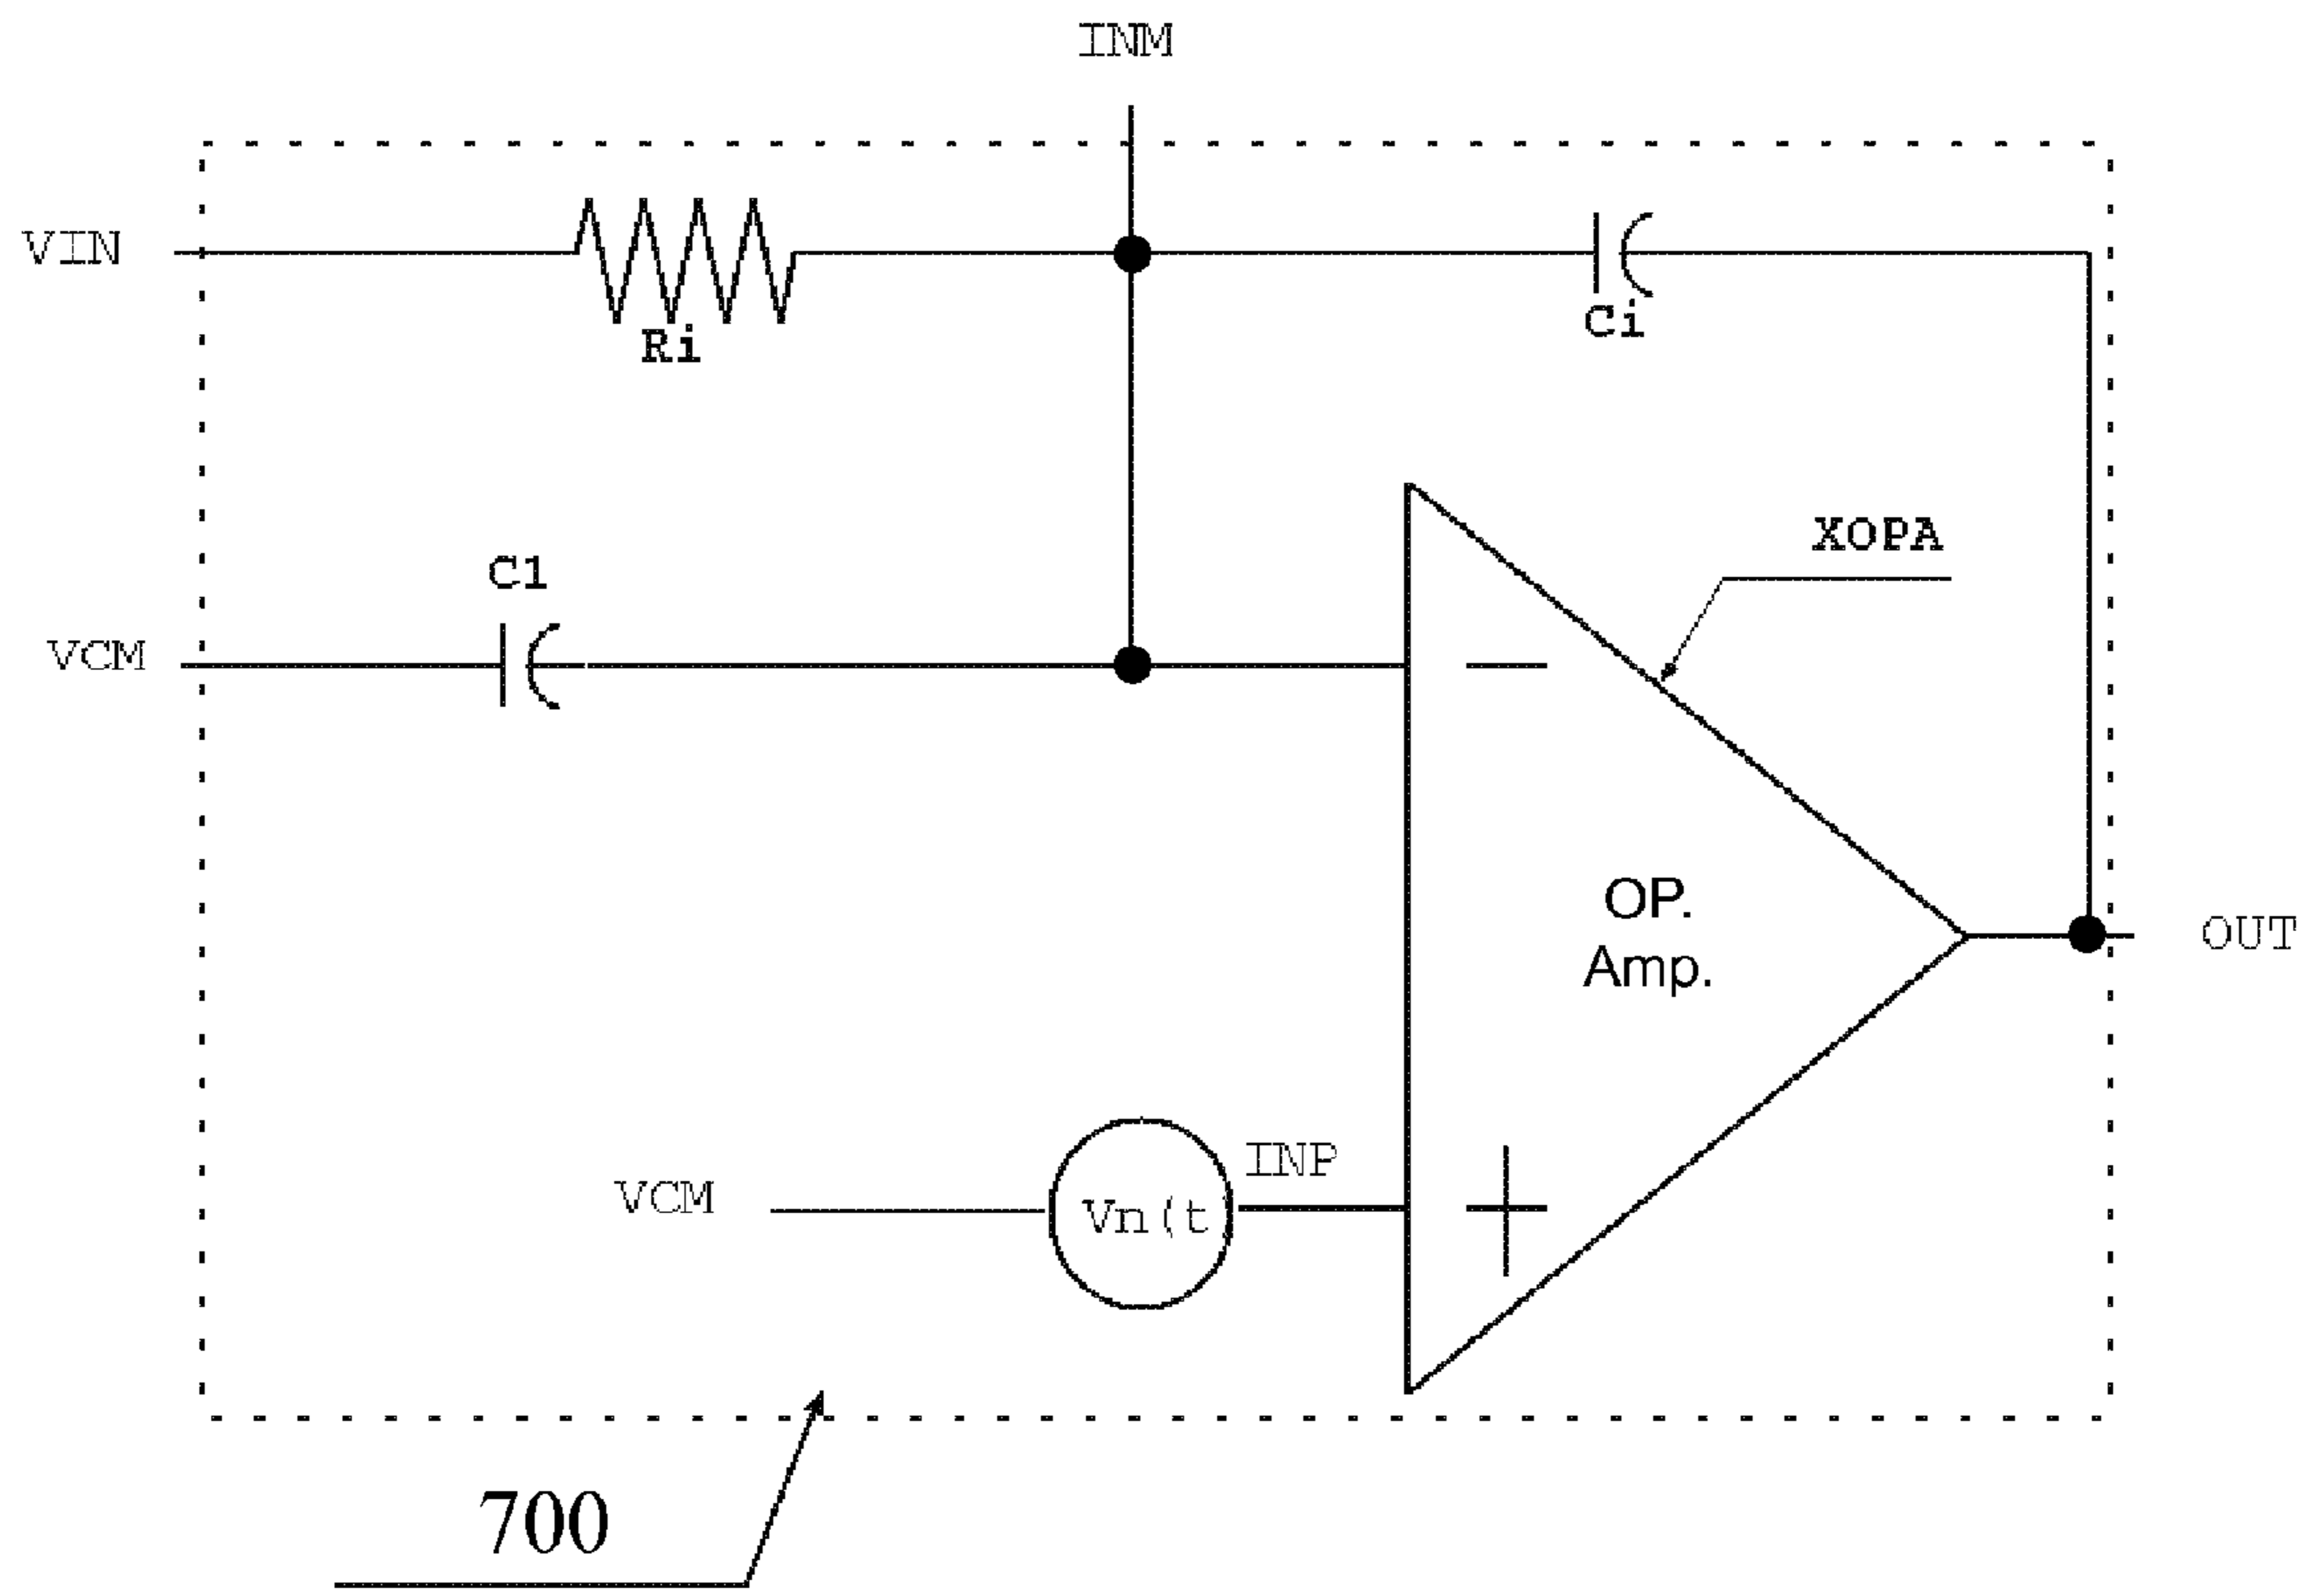 INM
VIN
Ri
Ci
XOPA
C1
VCM
OP.
Amp.
OUT
INP
VCM
Vn(t
700